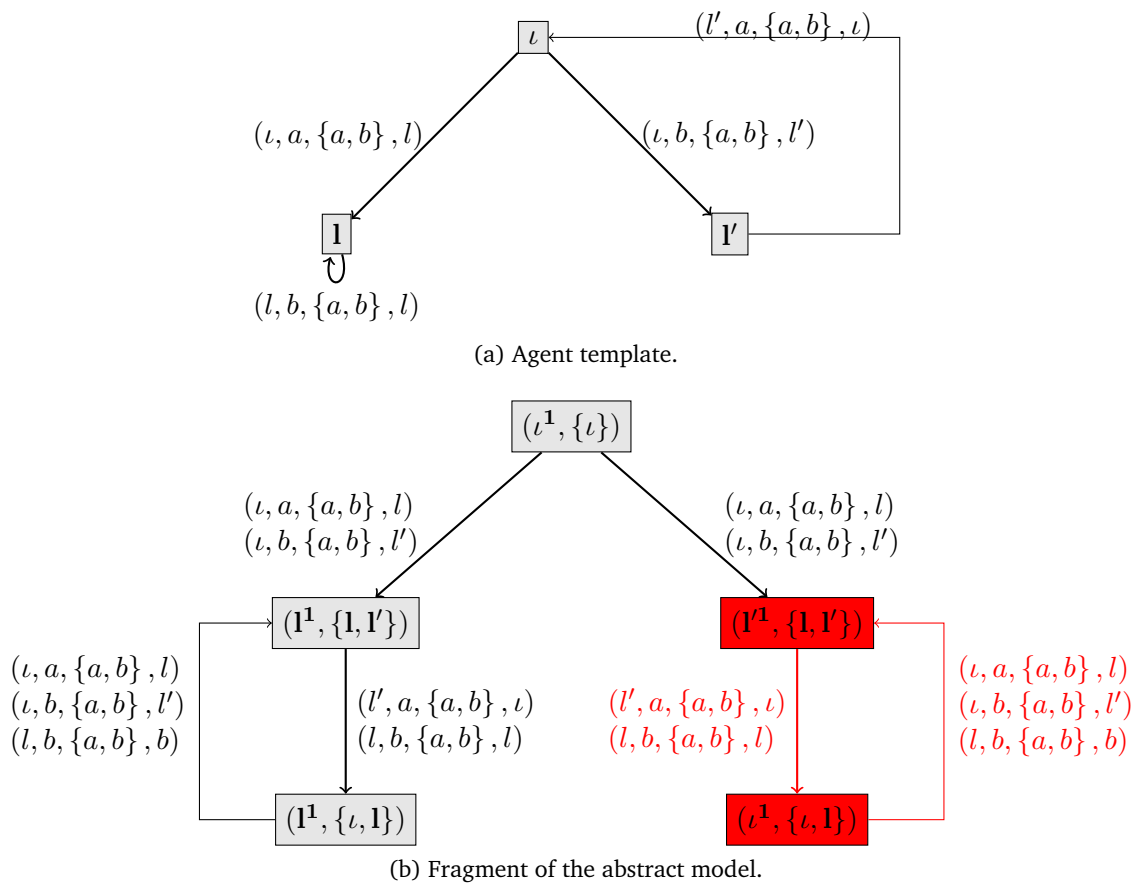 (l′, a, {a, b} , ι)
ι
(ι, a, {a, b} , l)
(ι, b, {a, b} , l′)
l
l′
(l, b, {a, b} , l)
(a) Agent template.
(ι¹, {ι})
(ι, a, {a, b} , l)
(ι, b, {a, b} , l′)
(ι, a, {a, b} , l)
(ι, b, {a, b} , l′)
(l¹, {l, l′})
(l′¹, {l, l′})
(ι, a, {a, b} , l)
(ι, b, {a, b} , l′)
(l, b, {a, b} , b)
(l′, a, {a, b} , ι)
(l, b, {a, b} , l)
(l′, a, {a, b} , ι)
(l, b, {a, b} , l)
(ι, a, {a, b} , l)
(ι, b, {a, b} , l′)
(l, b, {a, b} , b)
(l¹, {ι, l})
(ι¹, {ι, l})
(b) Fragment of the abstract model.